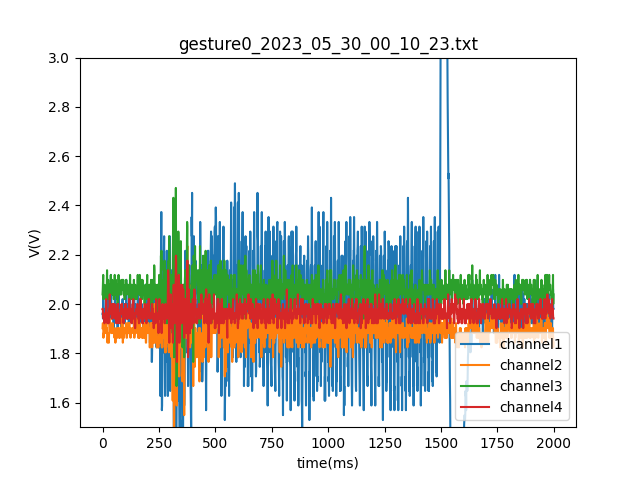 gesture0_2023_05_30_00_10_23.txt
3.0
2.8
2.6
2.4
2.2
2.0
1.8
1.6
V(V)
channel1
channel2
channel3
channel4
0 250 500 750 1000 1250 1500 1750 2000
time(ms)